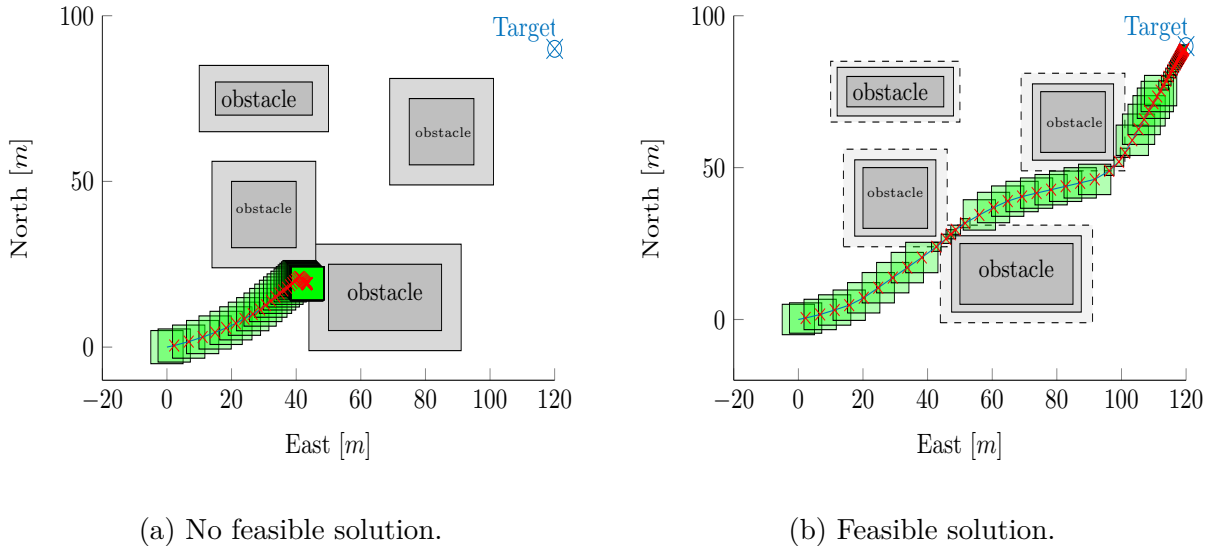 100
Target
obstacle
obstacle
50
obstacle
obstacle
0
−20
0
20
40
60
80
100
120
North [m]
East [m]
(a) No feasible solution.
100
Target
obstacle
obstacle
50
obstacle
obstacle
0
−20
0
20
40
60
80
100
120
North [m]
East [m]
(b) Feasible solution.